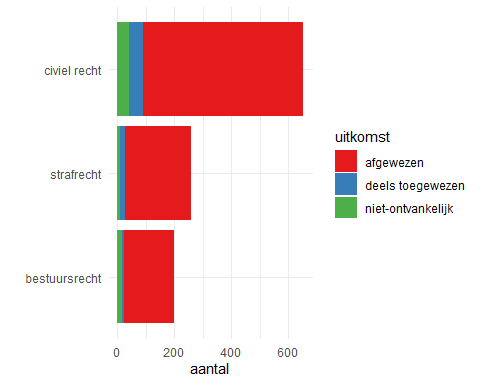 civiel recht
strafrecht
bestuursrecht
0 200 400 600
aantal
uitkomst
afgewezen
deels toegewezen
niet-ontvankelijk